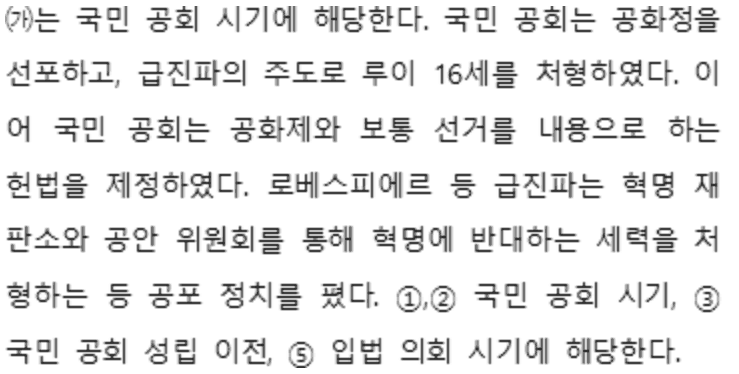 ㈎는 국민 공회 시기에 해당한다. 국민 공회는 공화정을
선포하고, 급진파의 주도로 루이 16세를 처형하였다. 이
어 국민 공회는 공화제와 보통 선거를 내용으로 하는
헌법을 제정하였다. 로베스피에르 등 급진파는 혁명 재
판소와 공안 위원회를 통해 혁명에 반대하는 세력을 처
형하는 등 공포 정치를 폈다. ①,② 국민 공회 시기, ③
국민 공회 성립 이전, ⑤ 입법 의회 시기에 해당한다.